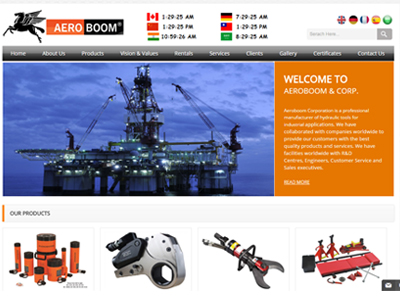 AEROBOOM®
1-29-25 AM
7-29-25 AM
1-29-25 PM
1-29-25 PM
10-59-26 AM
8-29-25 AM
Search Here..
Home About Us Products Vision & Values Rentals Services Clients Gallery Certificates Contact Us
WELCOME TO
AEROBOOM & CORP.
Aeroboom Corporation is a professional
manufacturer of hydraulic tools for
industrial applications. We have
collaborated with companies worldwide to
provide our customers with the best
quality products and services. We have
facilities worldwide with R&D
Centres, Engineers, Customer Service and
Sales executives.
READ MORE
OUR PRODUCTS